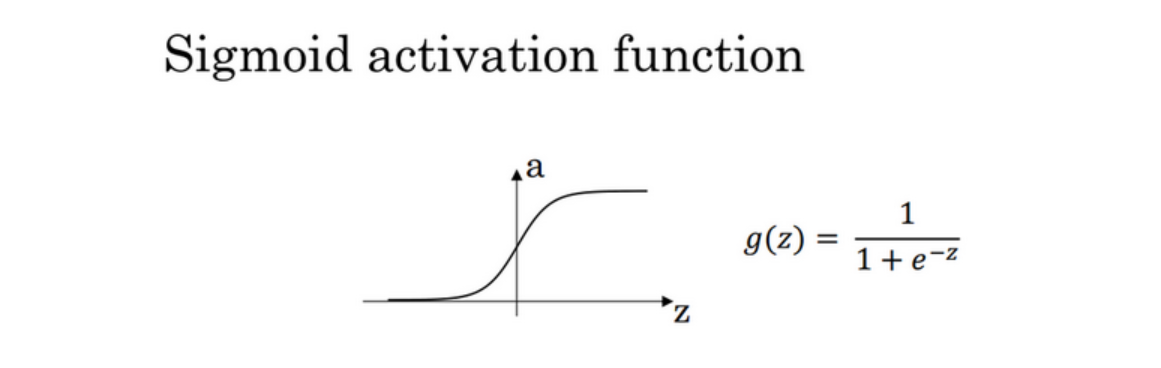 Sigmoid activation function
a
g(z) = 1 / (1 + e^{-z})
z